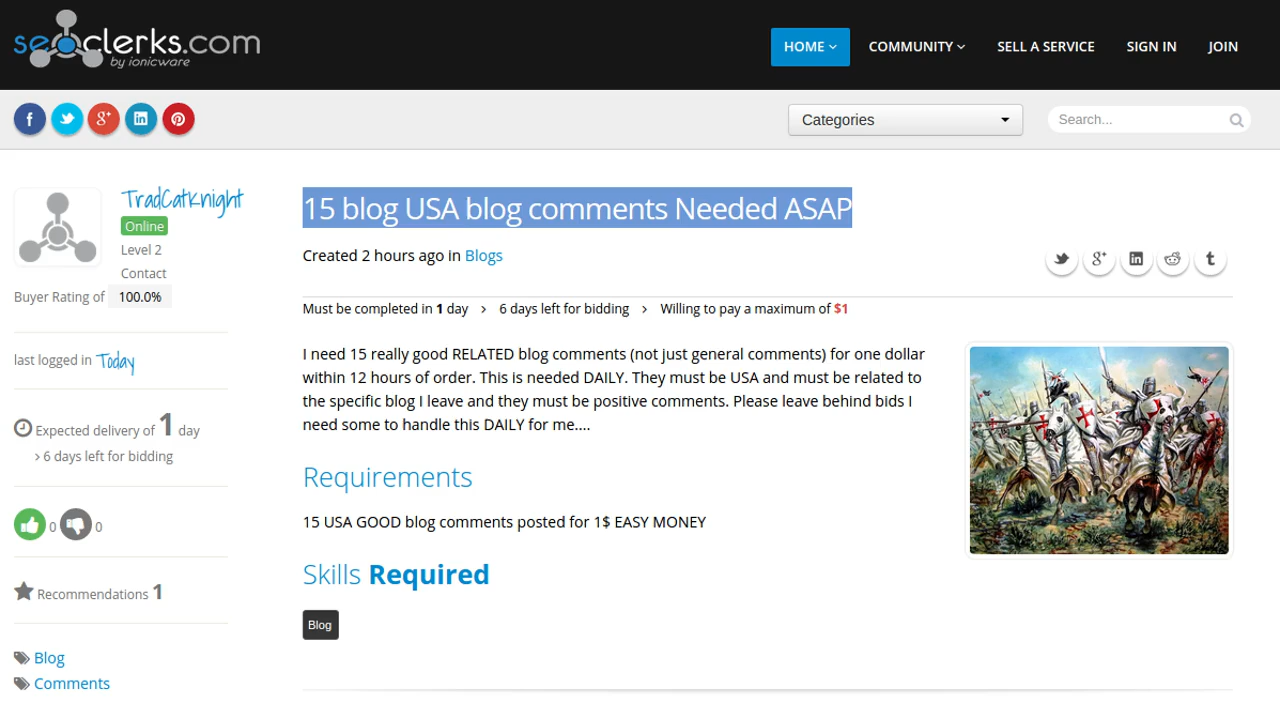 seoclerks.com
by ionicware
HOME
COMMUNITY
SELL A SERVICE
SIGN IN
JOIN
Categories
Search...
TradCatKnight
Online
Level 2
Contact
Buyer Rating of 100.0%
last logged in Today
Expected delivery of 1 day
› 6 days left for bidding
0 0
Recommendations 1
Blog
Comments
15 blog USA blog comments Needed ASAP
Created 2 hours ago in Blogs
Must be completed in 1 day › 6 days left for bidding › Willing to pay a maximum of $1
I need 15 really good RELATED blog comments (not just general comments) for one dollar
within 12 hours of order. This is needed DAILY. They must be USA and must be related to
the specific blog I leave and they must be positive comments. Please leave behind bids I
need some to handle this DAILY for me....
Requirements
15 USA GOOD blog comments posted for 1$ EASY MONEY
Skills Required
Blog